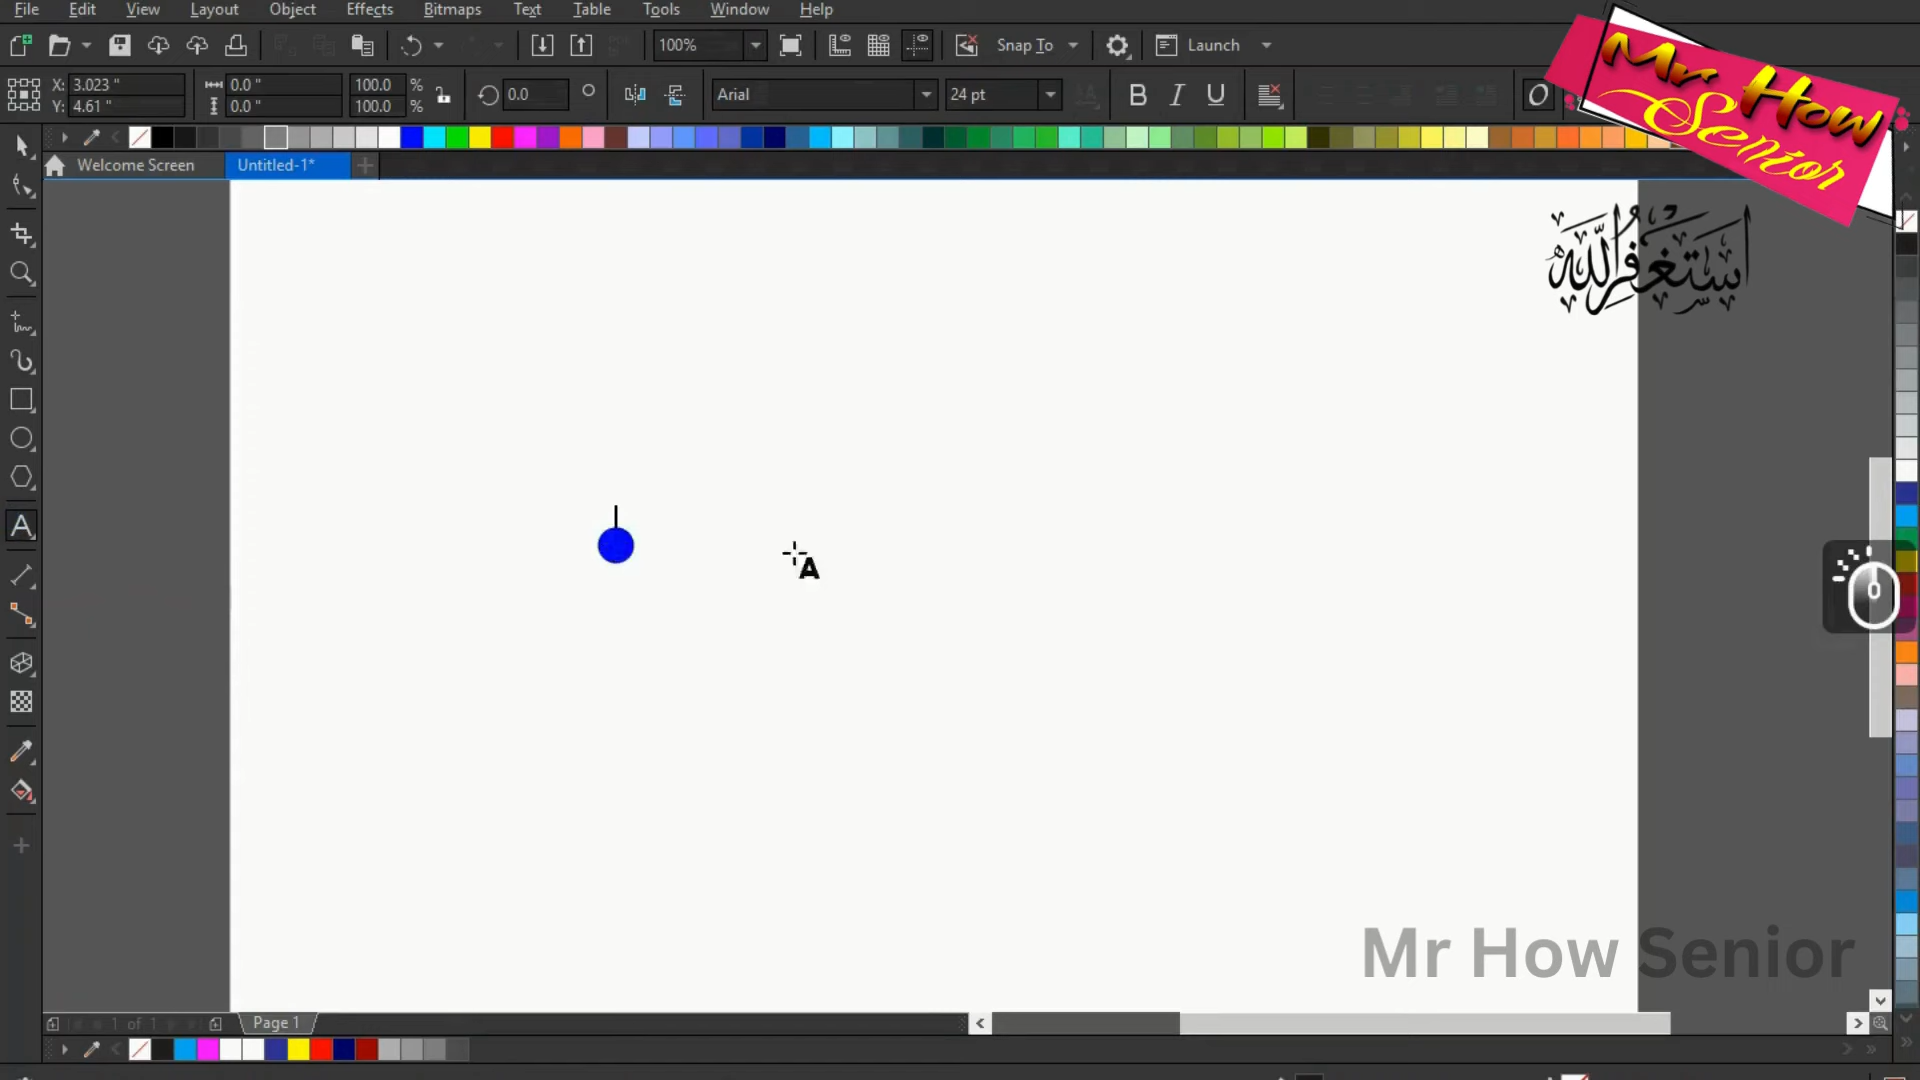 File Edit View Layout Object Effects Bitmaps Text Table Tools Window Help
100% Snap To Launch
X: 3.023 " 0.0 " 100.0 % 0.0 Arial 24 pt B I U O
Y: 4.61 " 0.0 " 100.0 %
Mr How
Senior
Welcome Screen Untitled-1*
أَسْتَغْفِرُاللّٰهَ
A
A
Mr How Senior
1 of 1 Page 1